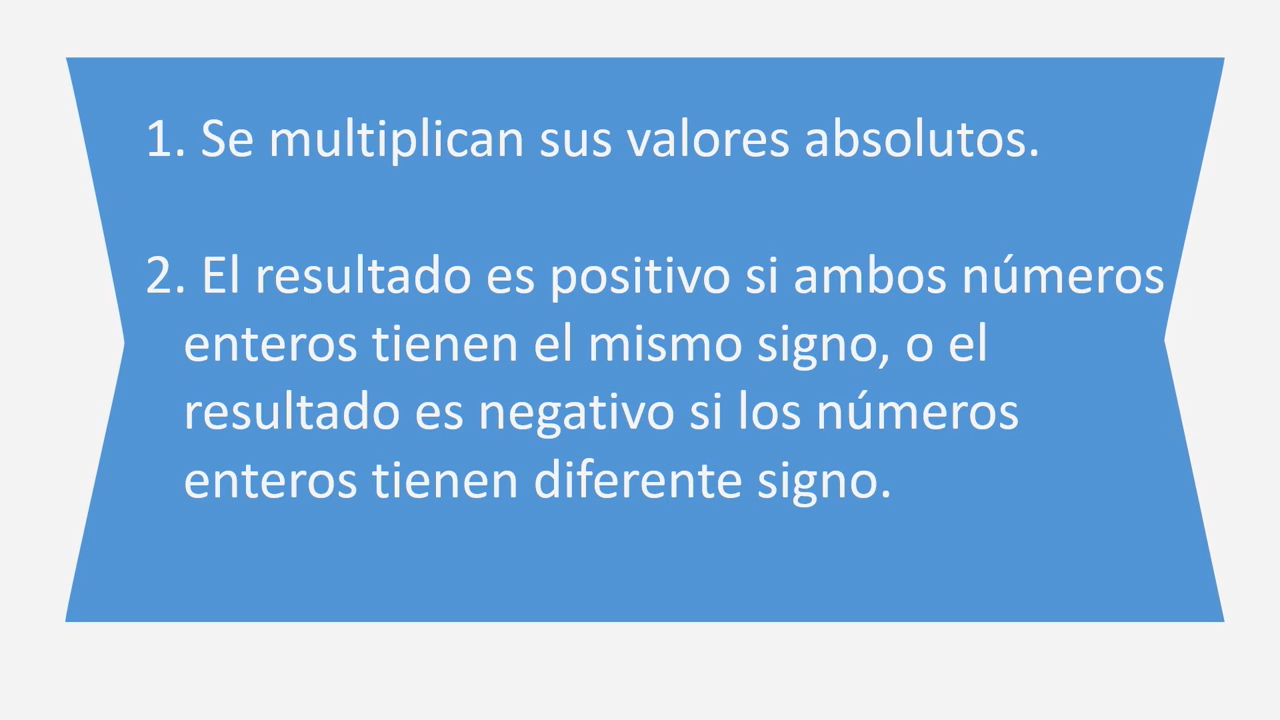 1. Se multiplican sus valores absolutos.
2. El resultado es positivo si ambos números
enteros tienen el mismo signo, o el
resultado es negativo si los números
enteros tienen diferente signo.